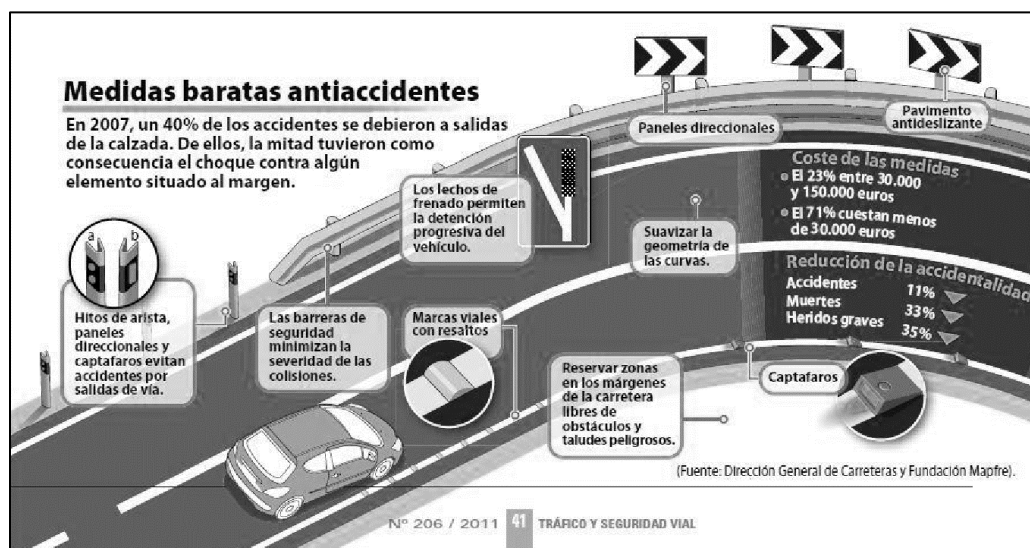 Medidas baratas antiaccidentes
En 2007, un 40% de los accidentes se debieron a salidas
de la calzada. De ellos, la mitad tuvieron como
consecuencia el choque contra algún
elemento situado al margen.
Paneles direccionales
Pavimento
antideslizante
Los lechos de
frenado permiten
la detención
progresiva del
vehículo.
Suavizar la
geometría de
las curvas.
Coste de las medidas
El 23% entre 30.000
y 150.000 euros
El 71% cuestan menos
de 30.000 euros
Reducción de la accidentalidad
Accidentes 11%
Muertes 33%
Heridos graves 35%
a b
Hitos de arista,
paneles
direccionales y
captafaros evitan
accidentes por
salidas de vía.
Las barreras de
seguridad
minimizan la
severidad de las
colisiones.
Marcas viales
con resaltos
Reservar zonas
en los márgenes
de la carretera
libres de
obstáculos y
taludes peligrosos.
Captafaros
(Fuente: Dirección General de Carreteras y Fundación Mapfre).
Nº 206 / 2011 41 TRÁFICO Y SEGURIDAD VIAL